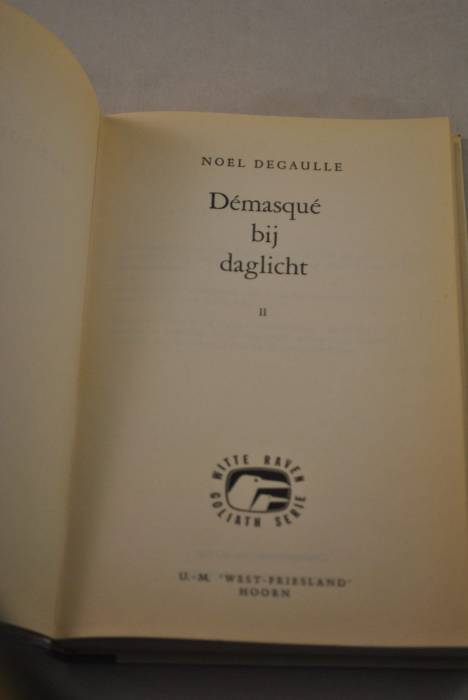 NOEL DEGAULLE
Démasqué
bij
daglicht
II
WITTE RAVEN
GOLIATH SERIE
U.-M. "WEST-FRIESLAND"
HOORN